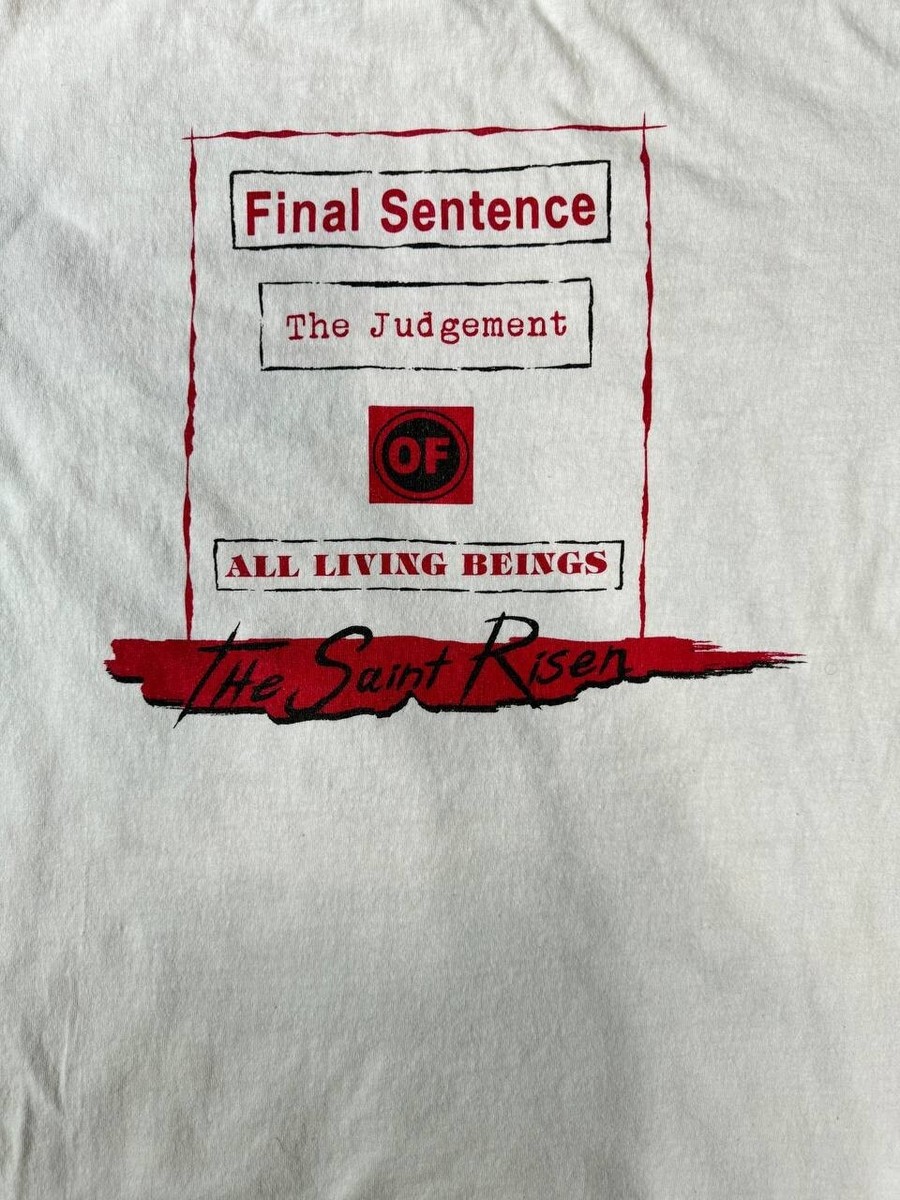 Final Sentence
The Judgement
OF
ALL LIVING BEINGS
THe Saint Risen